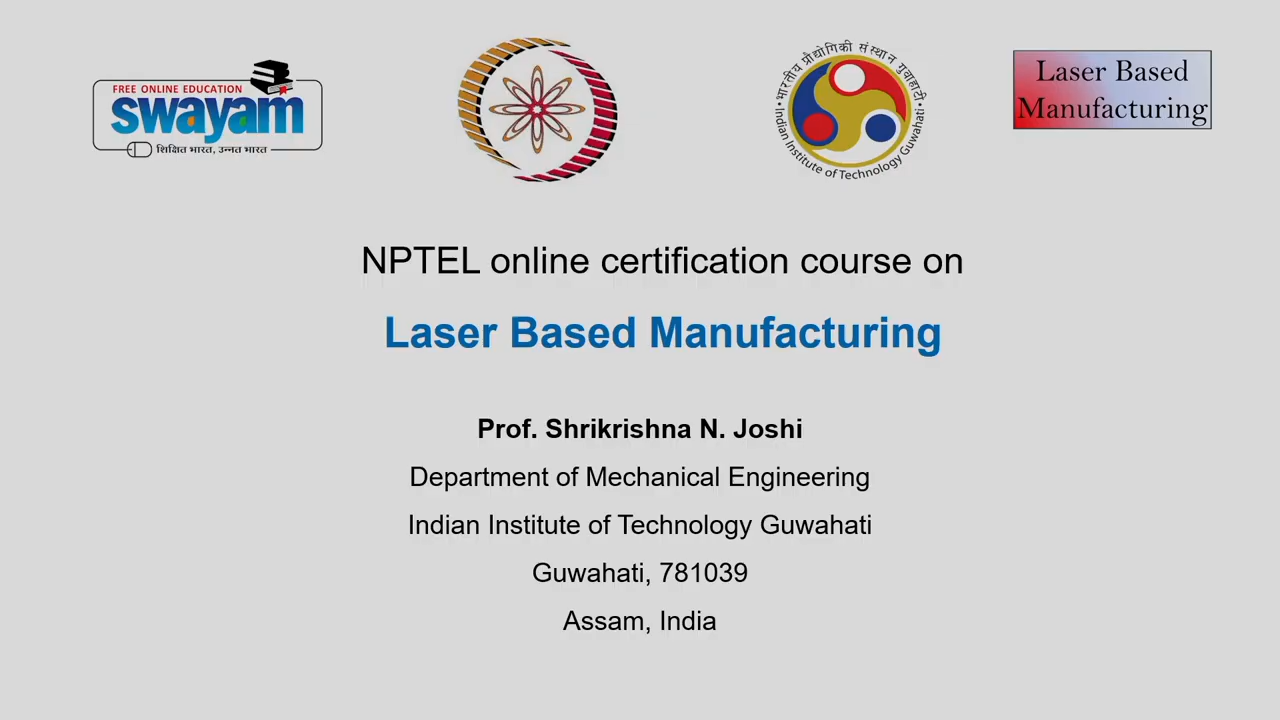 FREE ONLINE EDUCATION
swayam
शिक्षित भारत, उन्नत भारत
भारतीय प्रौद्योगिकी संस्थान गुवाहाटी
Indian Institute of Technology Guwahati
Laser Based
Manufacturing
NPTEL online certification course on
Laser Based Manufacturing
Prof. Shrikrishna N. Joshi
Department of Mechanical Engineering
Indian Institute of Technology Guwahati
Guwahati, 781039
Assam, India